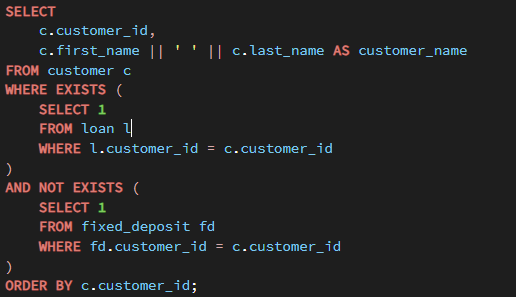 SELECT
    c.customer_id,
    c.first_name || ' ' || c.last_name AS customer_name
FROM customer c
WHERE EXISTS (
    SELECT 1
    FROM loan l
    WHERE l.customer_id = c.customer_id
)
AND NOT EXISTS (
    SELECT 1
    FROM fixed_deposit fd
    WHERE fd.customer_id = c.customer_id
)
ORDER BY c.customer_id;